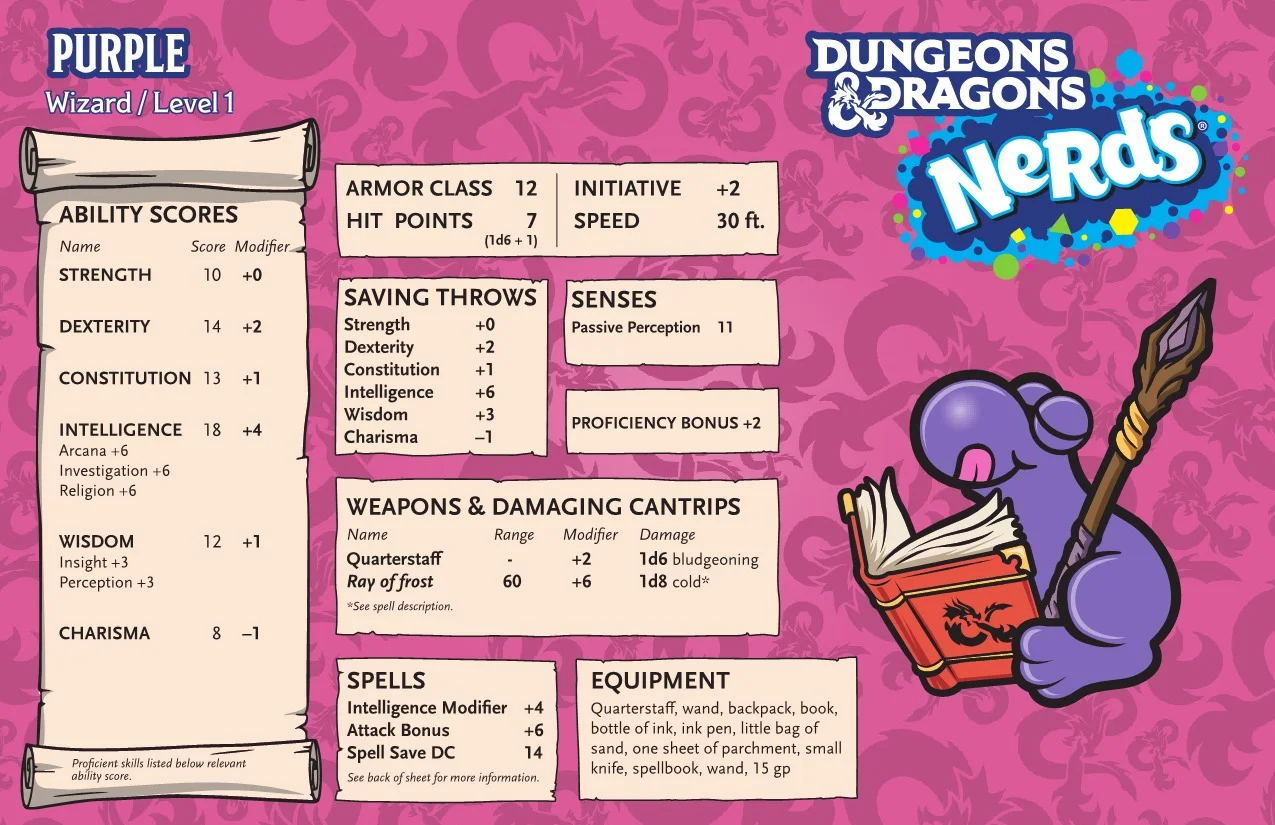 PURPLE
Wizard / Level 1
DUNGEONS
& DRAGONS
NeRdS®
ABILITY SCORES
Name Score Modifier
STRENGTH 10 +0
DEXTERITY 14 +2
CONSTITUTION 13 +1
INTELLIGENCE 18 +4
Arcana +6
Investigation +6
Religion +6
WISDOM 12 +1
Insight +3
Perception +3
CHARISMA 8 –1
Proficient skills listed below relevant
ability score.
ARMOR CLASS 12 INITIATIVE +2
HIT POINTS 7 SPEED 30 ft.
(1d6 + 1)
SAVING THROWS
Strength +0
Dexterity +2
Constitution +1
Intelligence +6
Wisdom +3
Charisma –1
SENSES
Passive Perception 11
PROFICIENCY BONUS +2
WEAPONS & DAMAGING CANTRIPS
Name Range Modifier Damage
Quarterstaff - +2 1d6 bludgeoning
Ray of frost 60 +6 1d8 cold*
*See spell description.
SPELLS
Intelligence Modifier +4
Attack Bonus +6
Spell Save DC 14
See back of sheet for more information.
EQUIPMENT
Quarterstaff, wand, backpack, book,
bottle of ink, ink pen, little bag of
sand, one sheet of parchment, small
knife, spellbook, wand, 15 gp